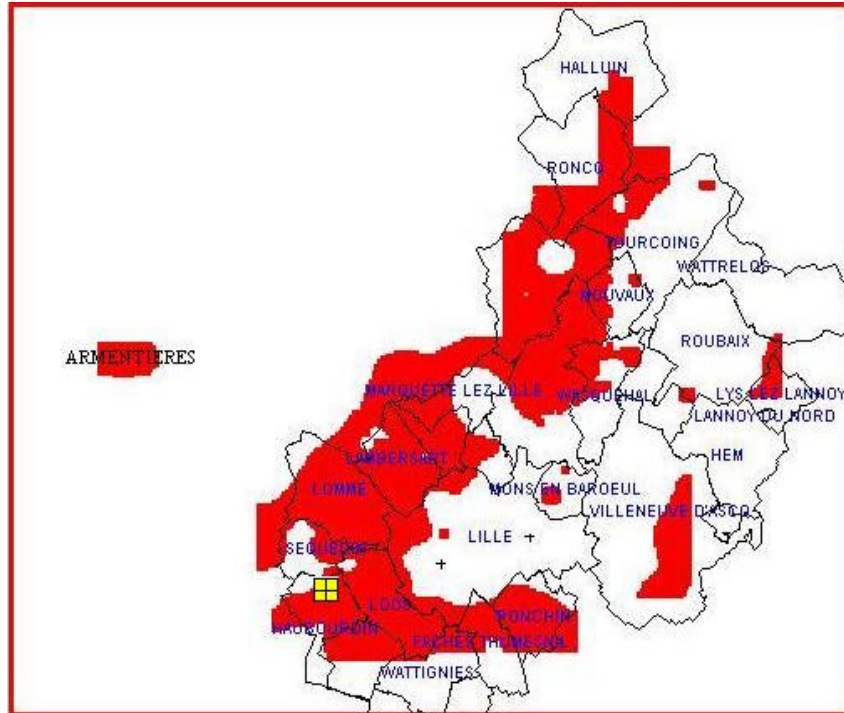 HALLUIN
RONCQ
TOURCOING
WATTRELOS
MOUVAUX
ROUBAIX
ARMENTIERES
MARQUETTE LEZ LILLE
WASQUEHAL
LYS LEZ LANNOY
LANNOY DU NORD
LAMBERSART
HEM
LOMME
MONS EN BAROEUL
VILLENEUVE D'ASCQ
LILLE
SEQUEDIN
LOOS
RONCHIN
HAUBOURDIN
FACHES THUMESNIL
WATTIGNIES